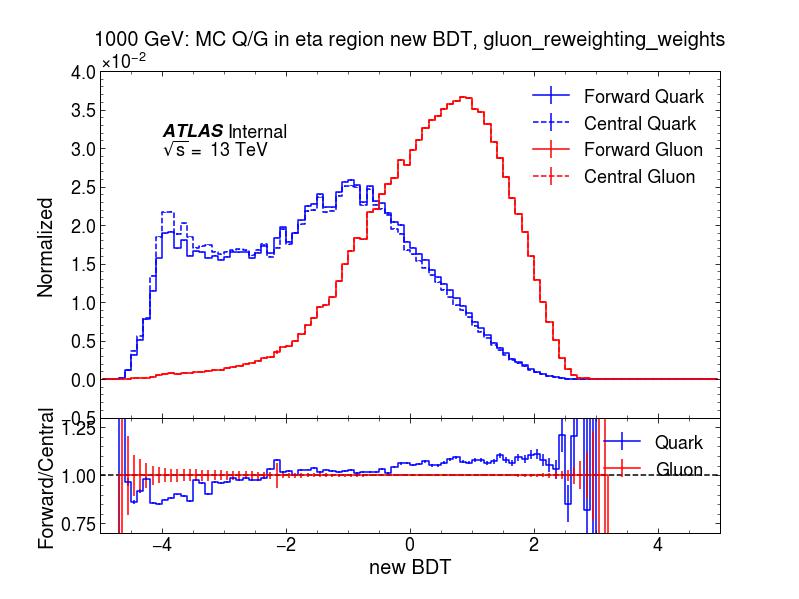 1000 GeV: MC Q/G in eta region new BDT, gluon_reweighting_weights
×10⁻²
4.0
3.5
3.0
2.5
2.0
1.5
1.0
0.5
0.0
−0.5
Normalized
ATLAS Internal
√s = 13 TeV
Forward Quark
Central Quark
Forward Gluon
Central Gluon
1.25
1.00
0.75
Forward/Central
Quark
Gluon
−4
−2
0
2
4
new BDT